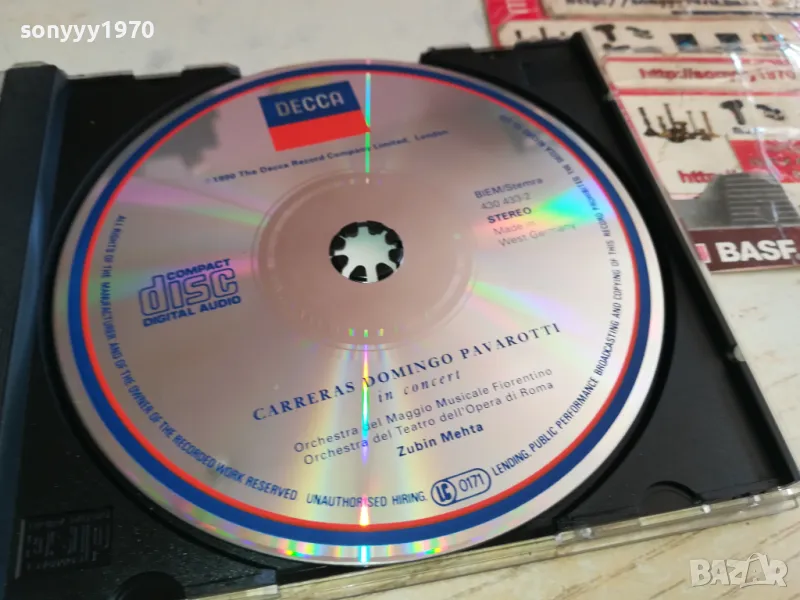 sonyyy1970
DECCA
1990 The Decca Record Company Limited, London
BIEM/Stemra
430 433-2
STEREO
Made in
West Germany
COMPACT
disc
DIGITAL AUDIO
CARRERAS DOMINGO PAVAROTTI
in concert
Orchestra del Maggio Musicale Fiorentino
Orchestra del Teatro dell'Opera di Roma
Zubin Mehta
ALL RIGHTS OF THE MANUFACTURER AND OF THE OWNER OF THE RECORDED WORK RESERVED. UNAUTHORISED HIRING, LENDING, PUBLIC PERFORMANCE BROADCASTING AND COPYING OF THIS RECORD PROHIBITED
LC 0171
BASF
BAZAR